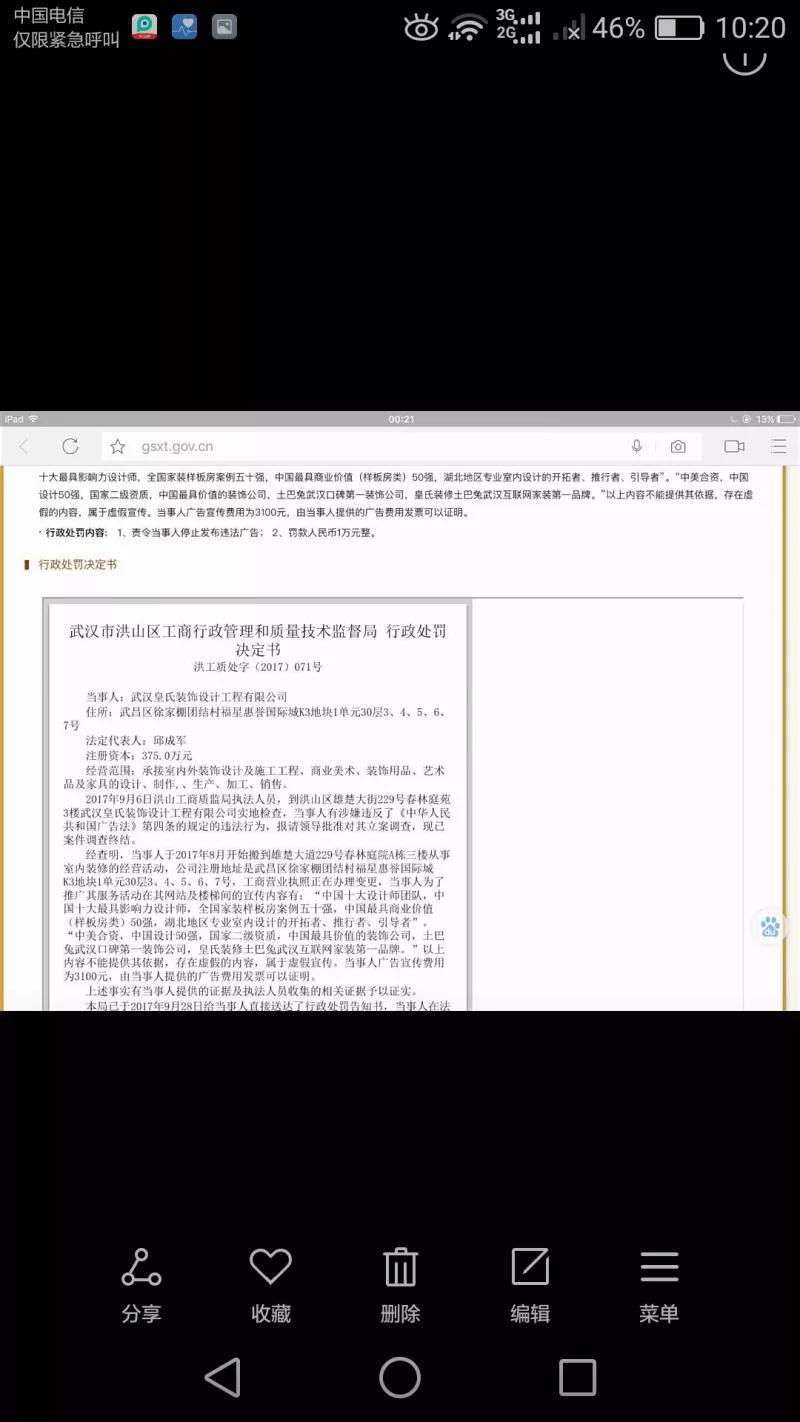 中国电信
仅限紧急呼叫
3G
2G
46%
10:20
iPad
00:21
13%
gsxt.gov.cn
十大最具影响力设计师，全国家装样板房案例五十强，中国最具商业价值（样板房类）50强，湖北地区专业室内设计的开拓者、推行者、引导者”。“中美合资，中国
设计50强，国家二级资质，中国最具价值的装饰公司，土巴兔武汉口碑第一装饰公司，皇氏装修土巴兔武汉互联网家装第一品牌。”以上内容不能提供其依据，存在虚
假的内容，属于虚假宣传。当事人广告宣传费用为3100元，由当事人提供的广告费用发票可以证明。
· 行政处罚内容： 1、责令当事人停止发布违法广告； 2、罚款人民币1万元整。
行政处罚决定书
武汉市洪山区工商行政管理和质量技术监督局 行政处罚
决定书
洪工质处字（2017）071号
当事人：武汉皇氏装饰设计工程有限公司
住所：武昌区徐家棚团结村福星惠誉国际城K3地块1单元30层3、4、5、6、
7号
法定代表人：邱成军
注册资本：375.0万元
经营范围：承接室内外装饰设计及施工工程、商业美术、装饰用品、艺术
品及家具的设计、制作,、生产、加工、销售。
2017年9月6日洪山工商质监局执法人员，到洪山区雄楚大街229号春林庭苑
3楼武汉皇氏装饰设计工程有限公司实地检查，当事人有涉嫌违反了《中华人民
共和国广告法》第四条的规定的违法行为，报请领导批准对其立案调查，现已
案件调查终结。
经查明，当事人于2017年8月开始搬到雄楚大道229号春林庭院A栋三楼从事
室内装修的经营活动，公司注册地址是武昌区徐家棚团结村福星惠誉国际城
K3地块1单元30层3、4、5、6、7号，工商营业执照正在办理变更，当事人为了
推广其服务活动在其网站及楼梯间的宣传内容有：“中国十大设计师团队，中
国十大最具影响力设计师，全国家装样板房案例五十强，中国最具商业价值
（样板房类）50强，湖北地区专业室内设计的开拓者、推行者、引导者”。
“中美合资，中国设计50强，国家二级资质，中国最具价值的装饰公司，土巴
兔武汉口碑第一装饰公司，皇氏装修土巴兔武汉互联网家装第一品牌。”以上
内容不能提供其依据，存在虚假的内容，属于虚假宣传。当事人广告宣传费用
为3100元，由当事人提供的广告费用发票可以证明。
上述事实有当事人提供的证据及执法人员收集的相关证据予以证实。
本局已于2017年9月28日给当事人直接送达了行政处罚告知书，当事人在法
分享
收藏
删除
编辑
菜单